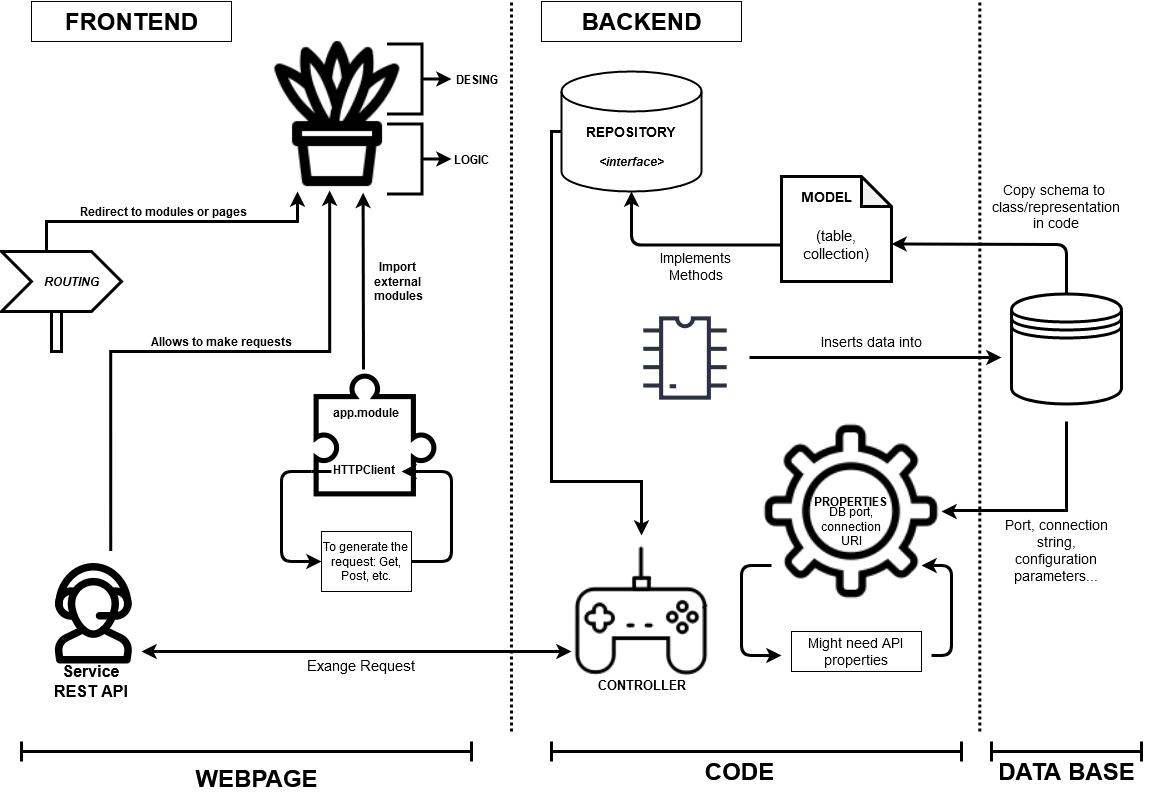 FRONTEND
BACKEND
DESING
LOGIC
REPOSITORY
<interface>
MODEL
(table,
collection)
Copy schema to
class/representation
in code
Redirect to modules or pages
ROUTING
Import
external
modules
Implements
Methods
Allows to make requests
Inserts data into
app.module
HTTPClient
To generate the
request: Get,
Post, etc.
PROPERTIES
DB port,
connection
URI
Port, connection
string,
configuration
parameters...
Might need API
properties
Service
REST API
Exange Request
CONTROLLER
WEBPAGE
CODE
DATA BASE